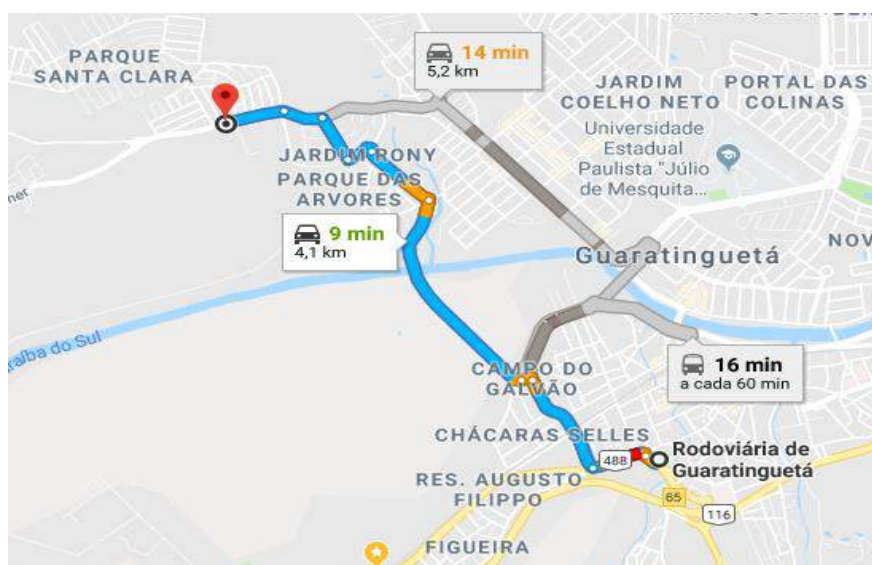 PARQUE
SANTA CLARA
14 min
5,2 km
JARDIM
COELHO NETO
PORTAL DAS
COLINAS
Universidade
Estadual
Paulista "Júlio
de Mesquita...
JARDIM RONY
PARQUE DAS
ARVORES
9 min
4,1 km
Guaratinguetá
NOV
raíba do Sul
16 min
a cada 60 min
CAMPO DO
GALVÃO
CHÁCARAS SELLES
488
Rodoviária de
Guaratinguetá
RES. AUGUSTO
FILIPPO
65
116
FIGUEIRA